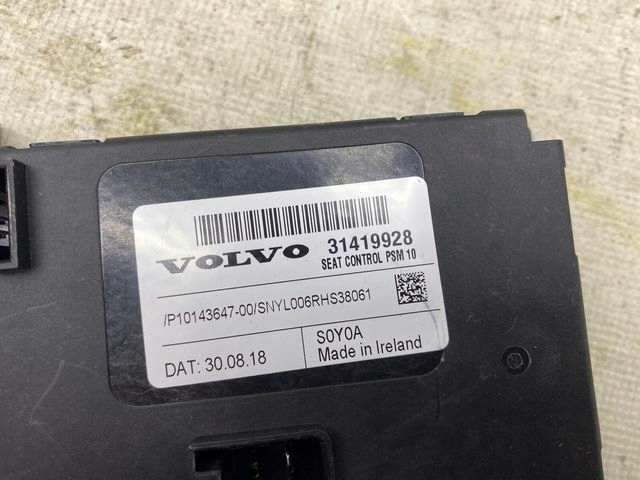 VOLVO 31419928
SEAT CONTROL PSM 10
/P10143647-00/SNYL006RHS38061
S0Y0A
DAT: 30.08.18 Made in Ireland